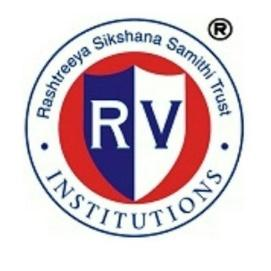 Rashtreeya Sikshana Samithi Trust
®
RV
• INSTITUTIONS •